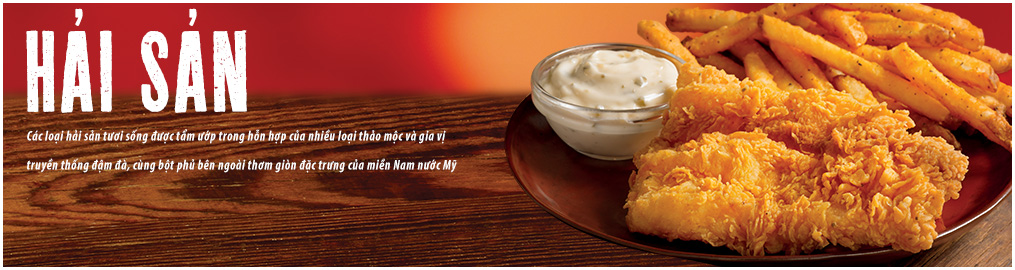 HẢI SẢN
Các loại hải sản tươi sống được tẩm ướp trong hỗn hợp của nhiều loại thảo mộc và gia vị
truyền thống đậm đà, cùng bột phủ bên ngoài thơm giòn đặc trưng của miền Nam nước Mỹ